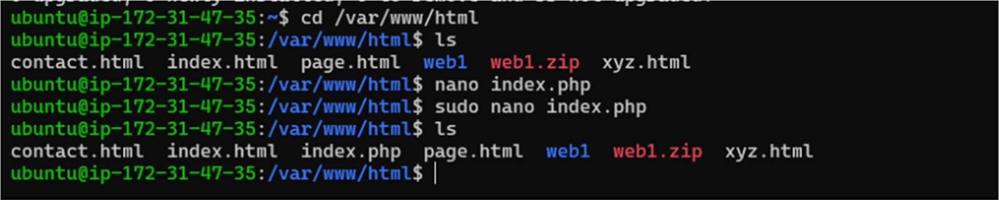 ubuntu@ip-172-31-47-35:~$ cd /var/www/html
ubuntu@ip-172-31-47-35:/var/www/html$ ls
contact.html  index.html  page.html  web1  web1.zip  xyz.html
ubuntu@ip-172-31-47-35:/var/www/html$ nano index.php
ubuntu@ip-172-31-47-35:/var/www/html$ sudo nano index.php
ubuntu@ip-172-31-47-35:/var/www/html$ ls
contact.html  index.html  index.php  page.html  web1  web1.zip  xyz.html
ubuntu@ip-172-31-47-35:/var/www/html$